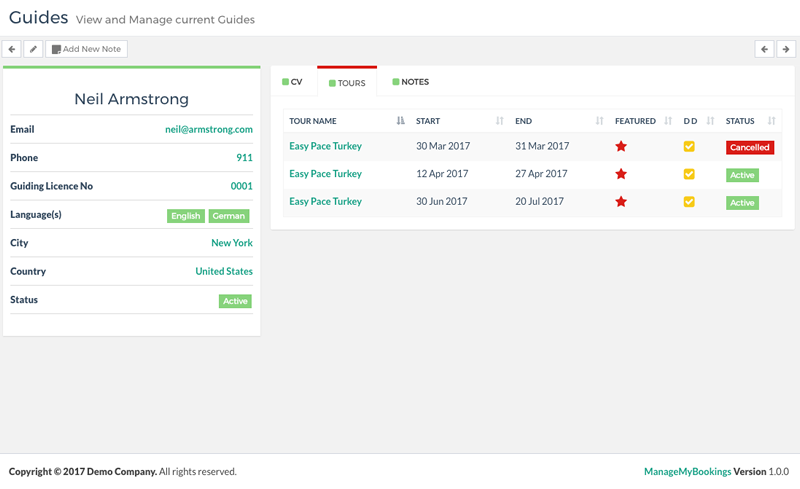 Guides View and Manage current Guides
Add New Note
Neil Armstrong
Email neil@armstrong.com
Phone 911
Guiding Licence No 0001
Language(s) English German
City New York
Country United States
Status Active
CV TOURS NOTES
TOUR NAME START END FEATURED D D STATUS
Easy Pace Turkey 30 Mar 2017 31 Mar 2017 Cancelled
Easy Pace Turkey 12 Apr 2017 27 Apr 2017 Active
Easy Pace Turkey 30 Jun 2017 20 Jul 2017 Active
Copyright © 2017 Demo Company. All rights reserved. ManageMyBookings Version 1.0.0